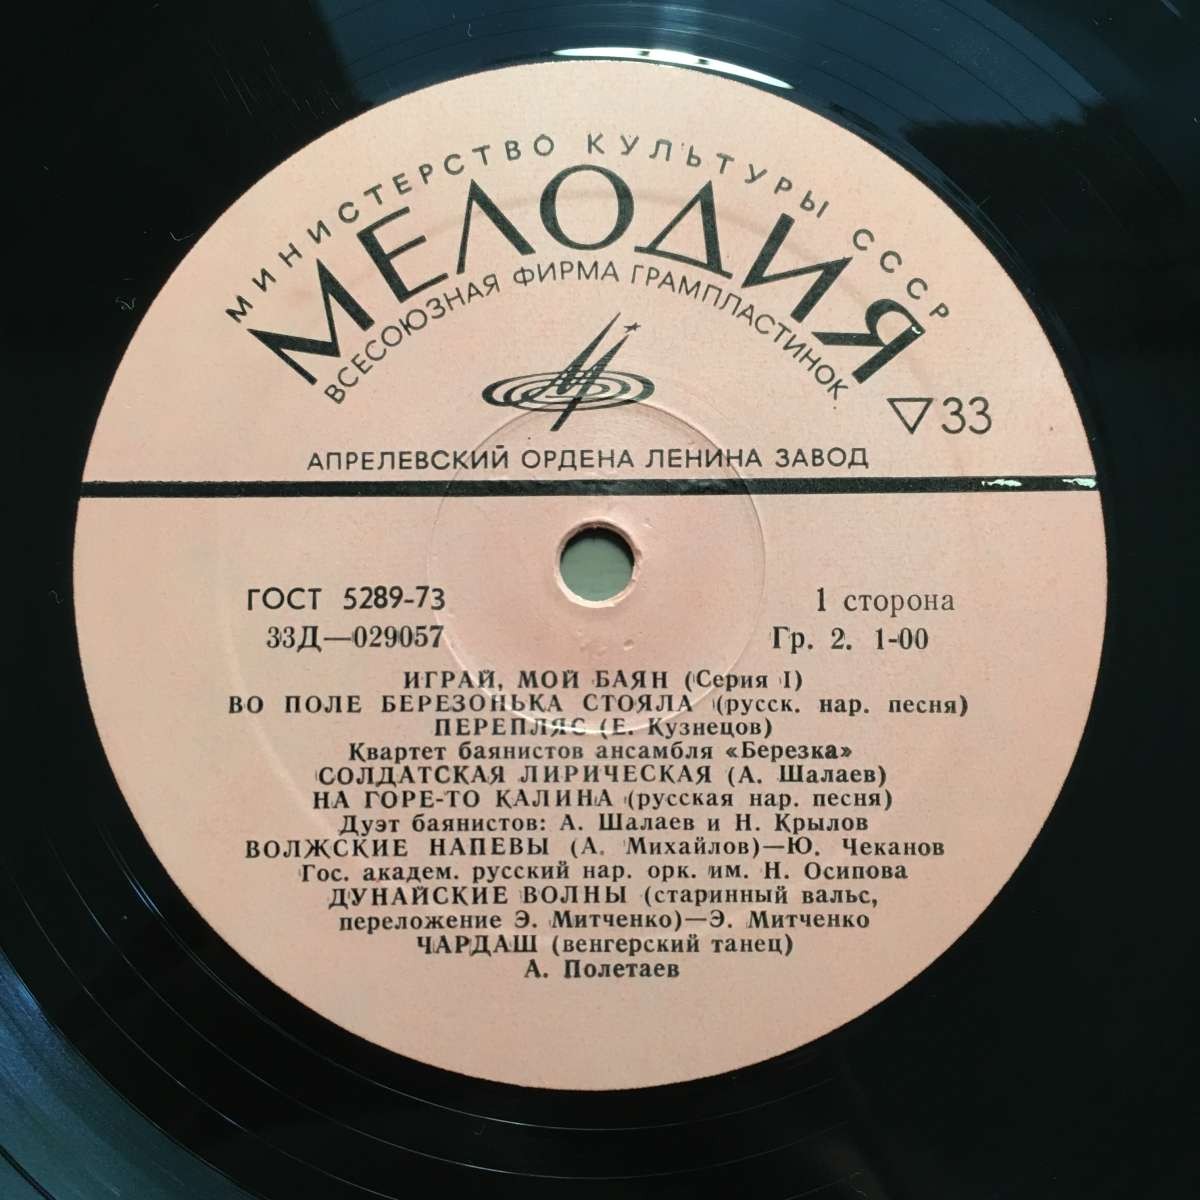 МИНИСТЕРСТВО КУЛЬТУРЫ СССР
МЕЛОДИЯ
ВСЕСОЮЗНАЯ ФИРМА ГРАМПЛАСТИНОК
33
АПРЕЛЕВСКИЙ ОРДЕНА ЛЕНИНА ЗАВОД
ГОСТ 5289-73
1 сторона
33Д—029057
Гр. 2. 1-00
ИГРАЙ, МОЙ БАЯН (Серия 1)
ВО ПОЛЕ БЕРЕЗОНЬКА СТОЯЛА (русск. нар. песня)
ПЕРЕПЛЯС (Е. Кузнецов)
Квартет баянистов ансамбля «Березка»
СОЛДАТСКАЯ ЛИРИЧЕСКАЯ (А. Шалаев)
НА ГОРЕ-ТО КАЛИНА (русская нар. песня)
Дуэт баянистов: А. Шалаев и Н. Крылов
ВОЛЖСКИЕ НАПЕВЫ (А. Михайлов)—Ю. Чеканов
Гос. академ. русский нар. орк. им. Н. Осипова
ДУНАЙСКИЕ ВОЛНЫ (старинный вальс,
переложение Э. Митченко)—Э. Митченко
ЧАРДАШ (венгерский танец)
А. Полетаев